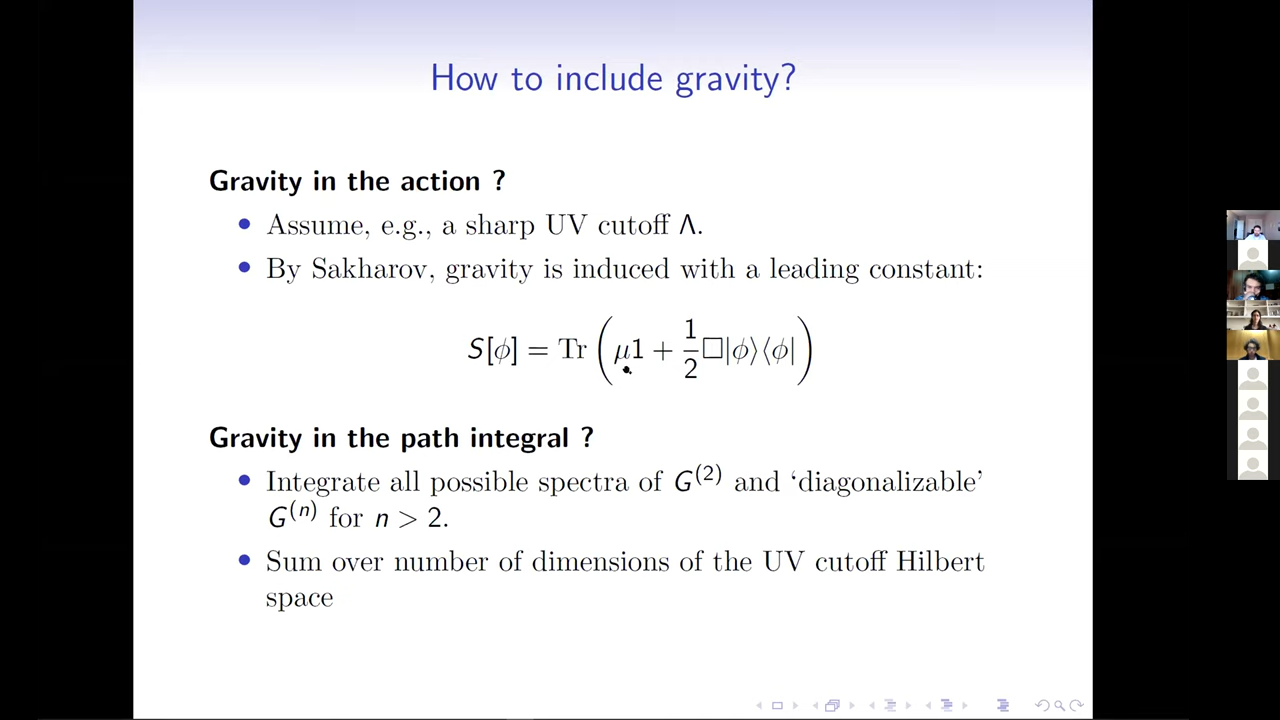 How to include gravity?
Gravity in the action ?
Assume, e.g., a sharp UV cutoff Λ.
By Sakharov, gravity is induced with a leading constant:
S[ϕ] = Tr ( μ1 + 1/2 □|ϕ⟩⟨ϕ| )
Gravity in the path integral ?
Integrate all possible spectra of G^(2) and ‘diagonalizable’
G^(n) for n > 2.
Sum over number of dimensions of the UV cutoff Hilbert
space